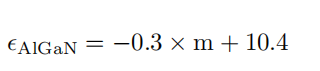 ϵAlGaN = −0.3 × m + 10.4